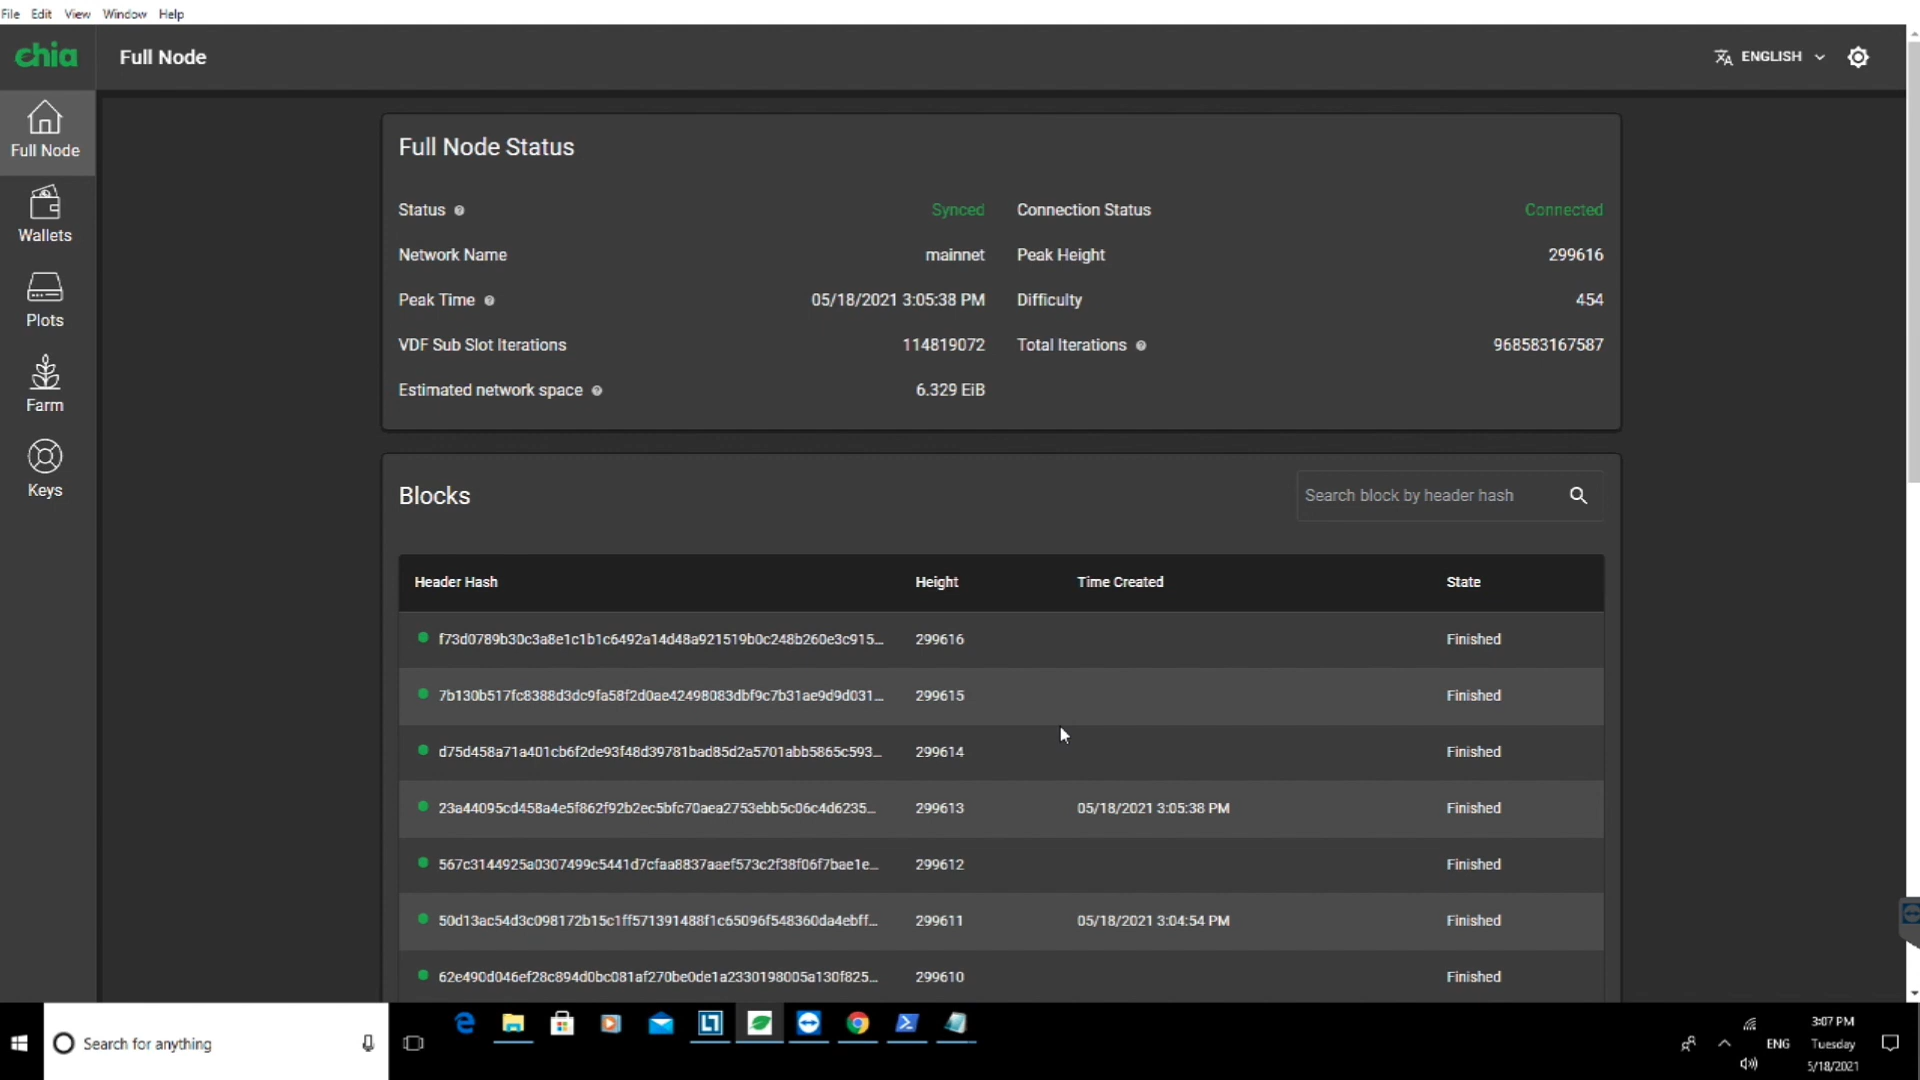 File Edit View Window Help
chia Full Node ENGLISH
Full Node
Wallets
Plots
Farm
Keys
Full Node Status
Status Synced Connection Status Connected
Network Name mainnet Peak Height 299616
Peak Time 05/18/2021 3:05:38 PM Difficulty 454
VDF Sub Slot Iterations 114819072 Total Iterations 968583167587
Estimated network space 6.329 EiB
Blocks Search block by header hash
Header Hash Height Time Created State
f73d0789b30c3a8e1c1b1c6492a14d48a921519b0c248b260e3c915... 299616 Finished
7b130b517fc8388d3dc9fa58f2d0ae42498083dbf9c7b31ae9d9d031... 299615 Finished
d75d458a71a401cb6f2de93f48d39781bad85d2a5701abb5865c593... 299614 Finished
23a44095cd458a4e5f862f92b2ec5bfc70aea2753ebb5c06c4d6235... 299613 05/18/2021 3:05:38 PM Finished
567c3144925a0307499c5441d7cfaa8837aaef573c2f38f06f7bae1e... 299612 Finished
50d13ac54d3c098172b15c1ff571391488f1c65096f548360da4ebff... 299611 05/18/2021 3:04:54 PM Finished
62e490d046ef28c894d0bc081af270be0de1a2330198005a130f825... 299610 Finished
Search for anything
ENG
3:07 PM
Tuesday
5/18/2021